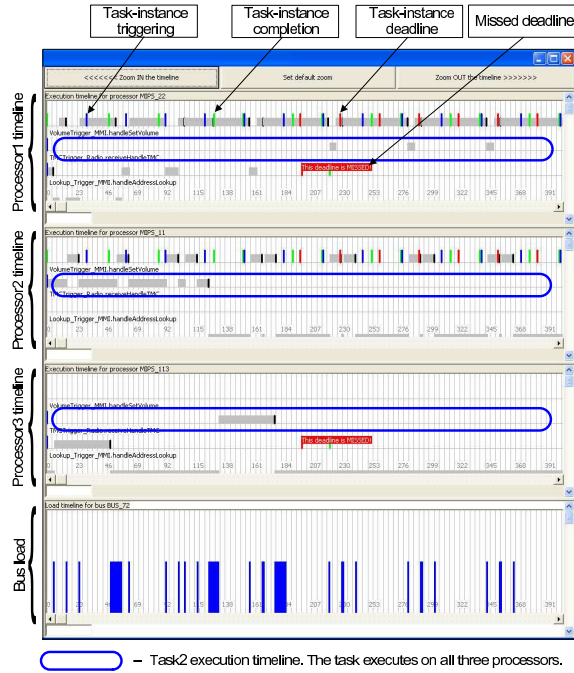 Task-instance triggering
Task-instance completion
Task-instance deadline
Missed deadline
<<<<<<< Zoom IN the timeline
Set default zoom
Zoom OUT the timeline >>>>>>>
Processor1 timeline
Execution timeline for processor MIPS_22
VolumeTrigger_MMI.handleSetVolume
TMCTrigger_Radio.receiveHandleTMC
This deadline is MISSED!
Lookup_Trigger_MMI.handleAddressLookup
0 23 46 69 92 115 138 161 184 207 230 253 276 299 322 345 368 391
Processor2 timeline
Execution timeline for processor MIPS_11
VolumeTrigger_MMI.handleSetVolume
TMCTrigger_Radio.receiveHandleTMC
Lookup_Trigger_MMI.handleAddressLookup
0 23 46 69 92 115 138 161 184 207 230 253 276 299 322 345 368 391
Processor3 timeline
Execution timeline for processor MIPS_113
VolumeTrigger_MMI.handleSetVolume
TMCTrigger_Radio.receiveHandleTMC
This deadline is MISSED!
Lookup_Trigger_MMI.handleAddressLookup
0 23 46 69 92 115 138 161 184 207 230 253 276 299 322 345 368 391
Bus load
Load timeline for bus BUS_72
0 23 46 69 92 115 138 161 184 207 230 253 276 299 322 345 368 391
– Task2 execution timeline. The task executes on all three processors.